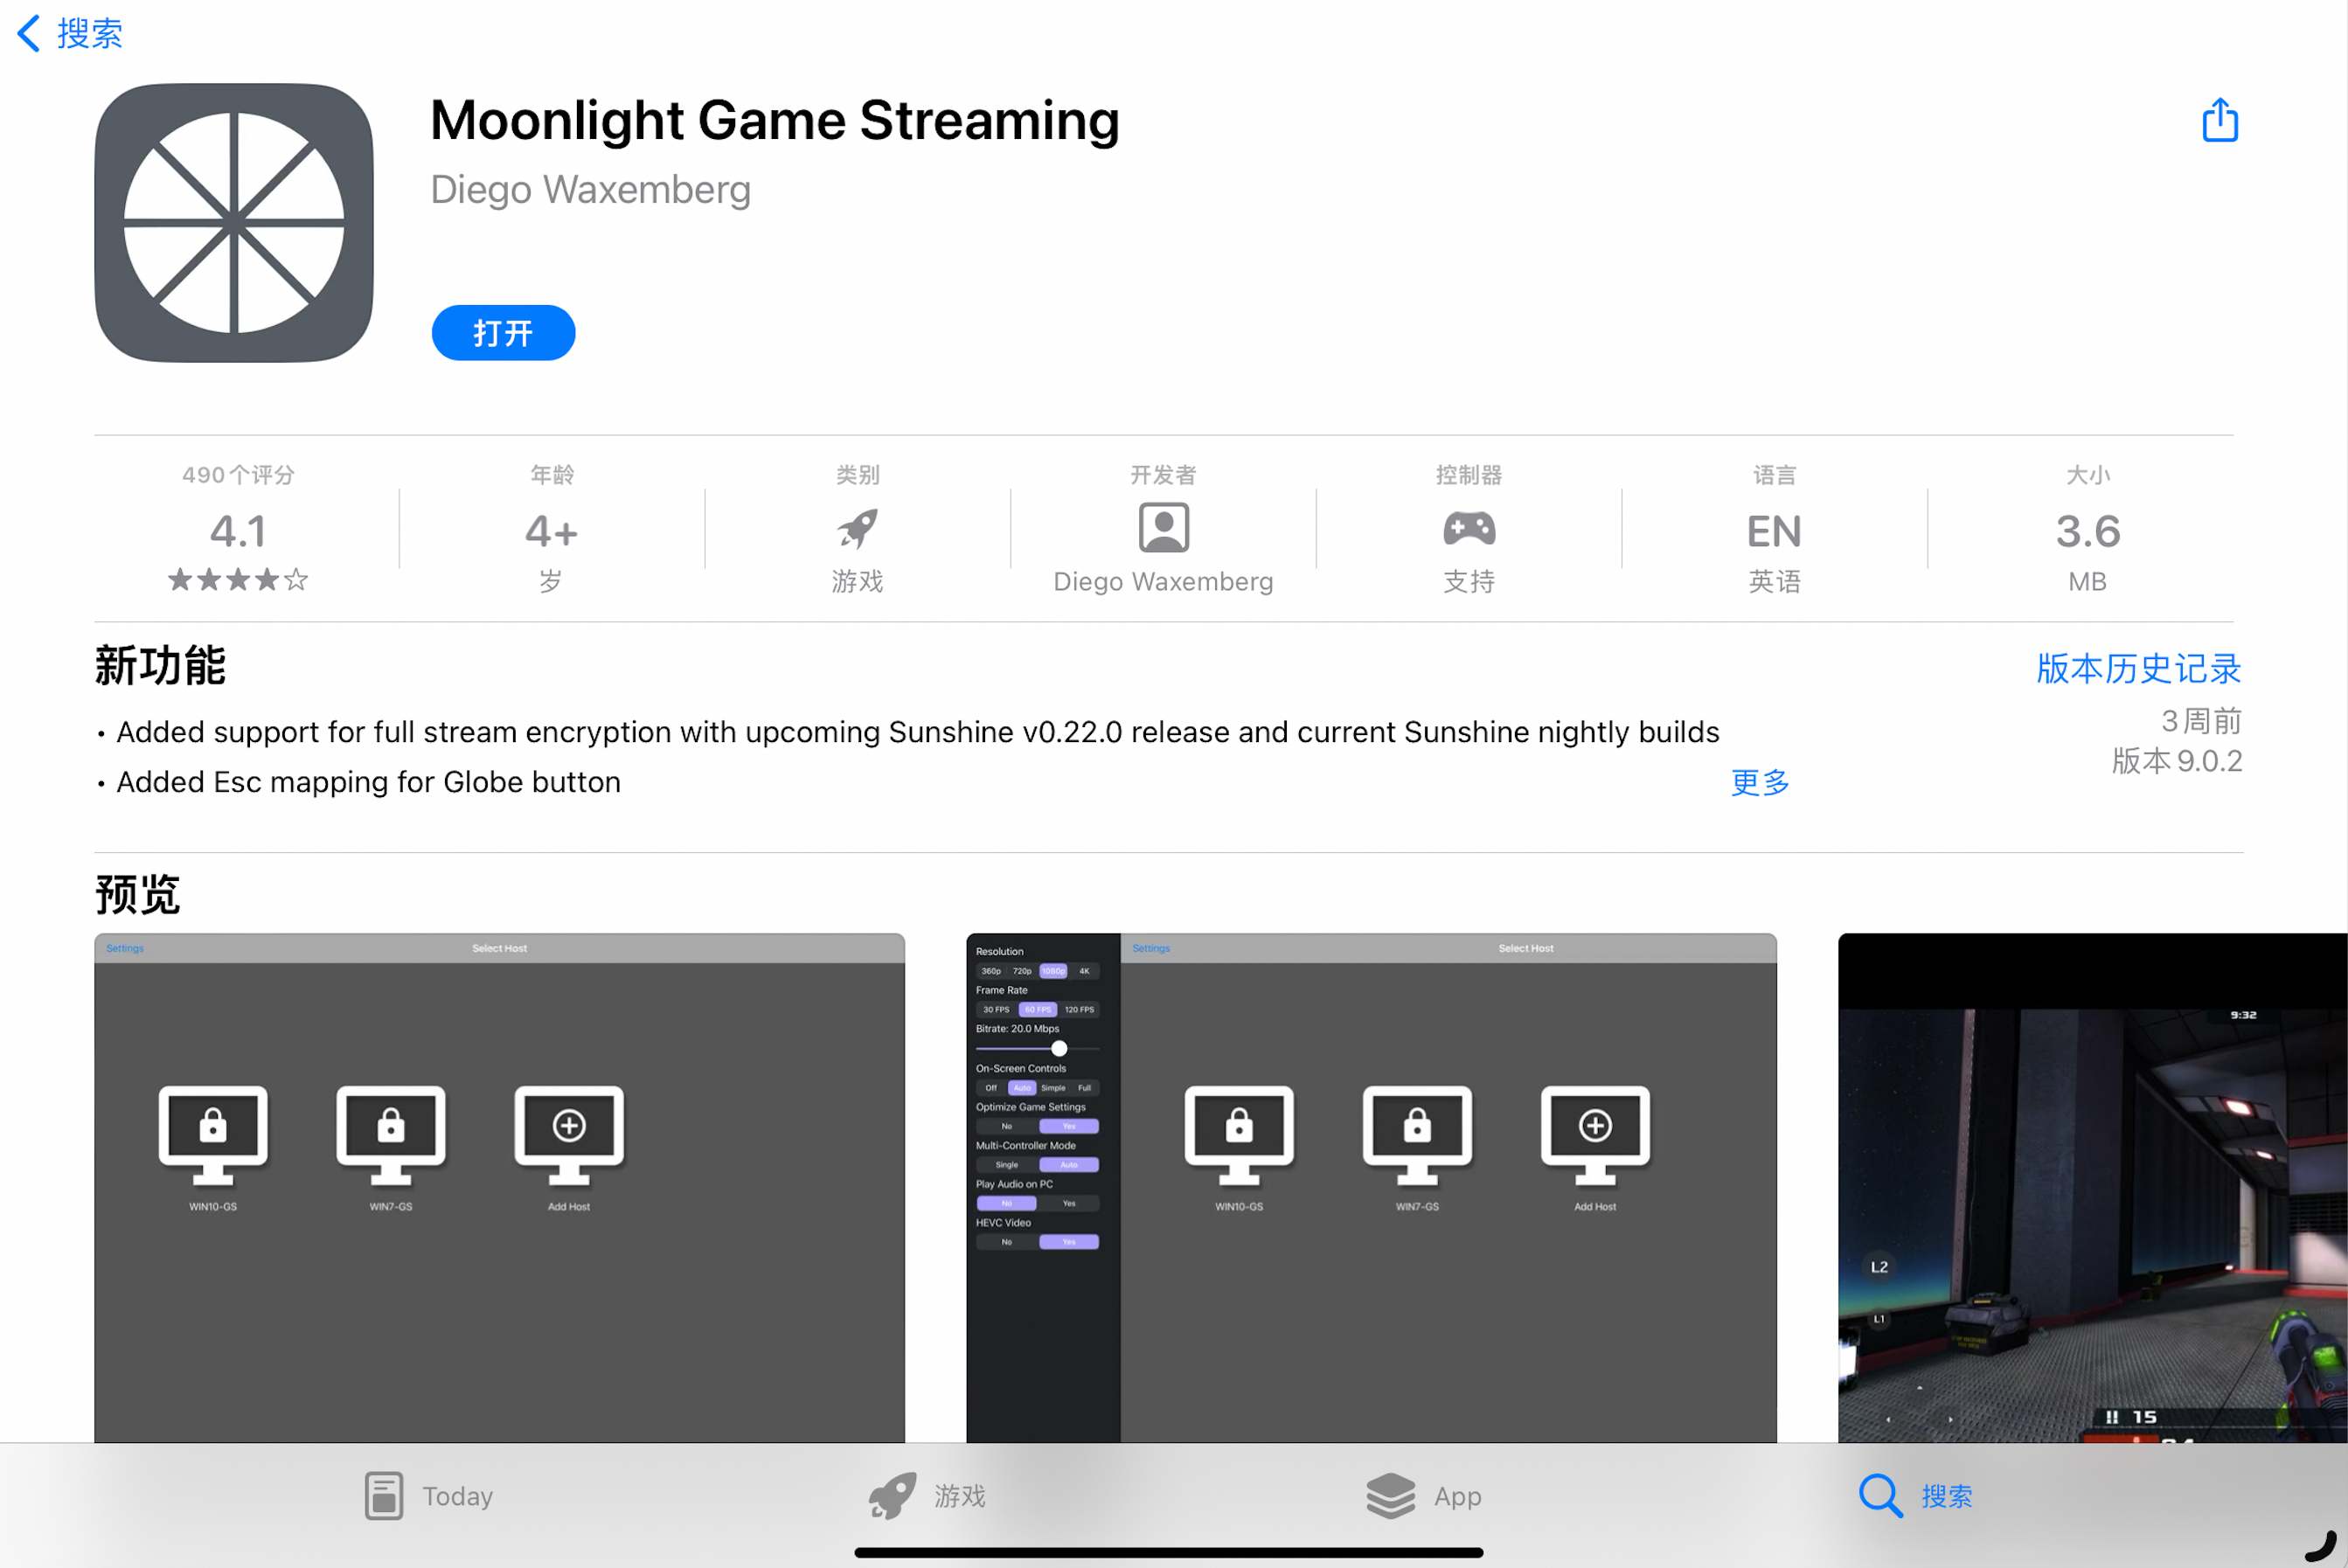 搜索
Moonlight Game Streaming
Diego Waxemberg
打开
490个评分
4.1
年龄
4+
岁
类别
游戏
开发者
Diego Waxemberg
控制器
支持
语言
EN
英语
大小
3.6
MB
新功能
版本历史记录
• Added support for full stream encryption with upcoming Sunshine v0.22.0 release and current Sunshine nightly builds
• Added Esc mapping for Globe button
更多
3周前
版本 9.0.2
预览
Settings
Select Host
WIN10-GS
WIN7-GS
Add Host
Resolution
360p 720p 1080p 4K
Frame Rate
30 FPS 60 FPS 120 FPS
Bitrate: 20.0 Mbps
On-Screen Controls
Off Auto Simple Full
Optimize Game Settings
No Yes
Multi-Controller Mode
Single Auto
Play Audio on PC
No Yes
HEVC Video
No Yes
Settings
Select Host
WIN10-GS
WIN7-GS
Add Host
9:32
L2
L1
15
Today
游戏
App
搜索